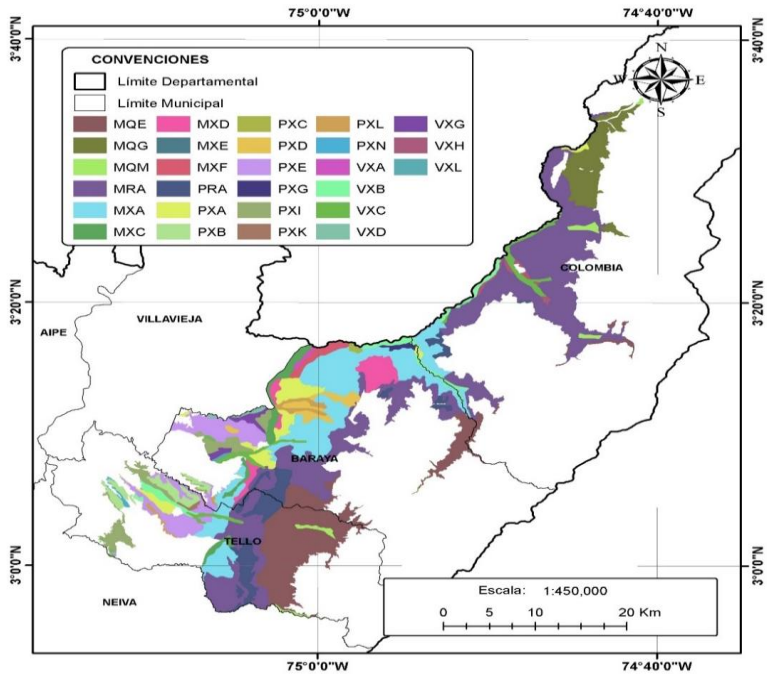 75°0'0"W 74°40'0"W
3°40'0"N 3°40'0"N
CONVENCIONES
Límite Departamental
Límite Municipal
MQE MXD PXC PXL VXG
MQG MXE PXD PXN VXH
MQM MXF PXE VXA VXL
MRA PRA PXG VXB
MXA PXA PXI VXC
MXC PXB PXK VXD
N
W E
S
COLOMBIA
3°20'0"N 3°20'0"N
AIPE VILLAVIEJA
BARAYA
TELLO
3°0'0"N 3°0'0"N
NEIVA
Escala: 1:450,000
0 5 10 20 Km
75°0'0"W 74°40'0"W